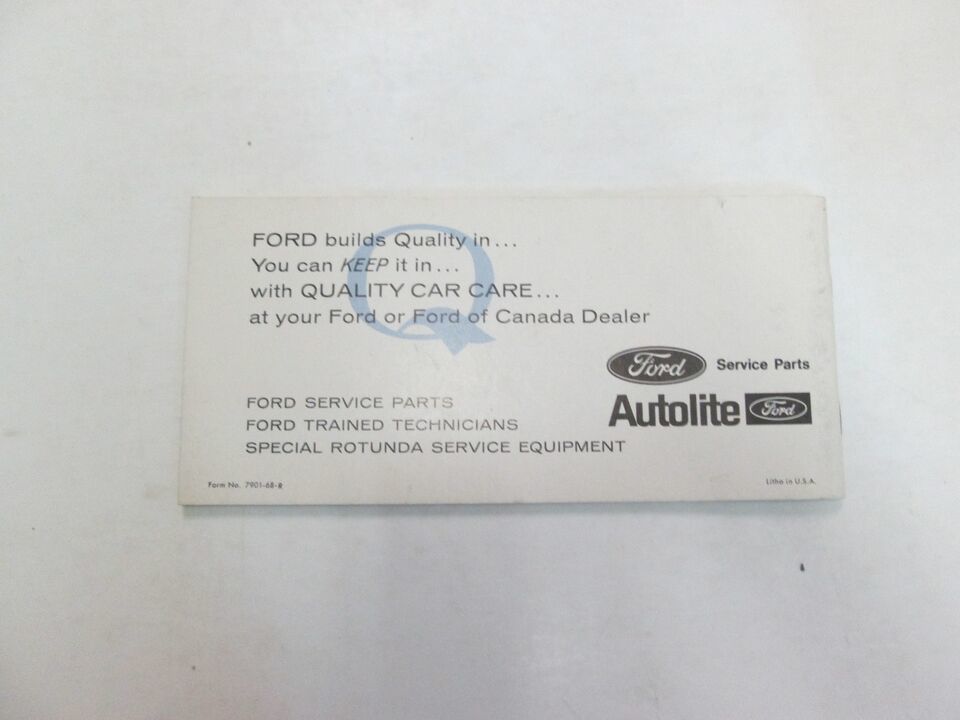 FORD builds Quality in...
You can KEEP it in...
with QUALITY CAR CARE...
at your Ford or Ford of Canada Dealer
Q
Ford Service Parts
Autolite Ford
FORD SERVICE PARTS
FORD TRAINED TECHNICIANS
SPECIAL ROTUNDA SERVICE EQUIPMENT
Form No. 7901-68-R
Litho in U.S.A.